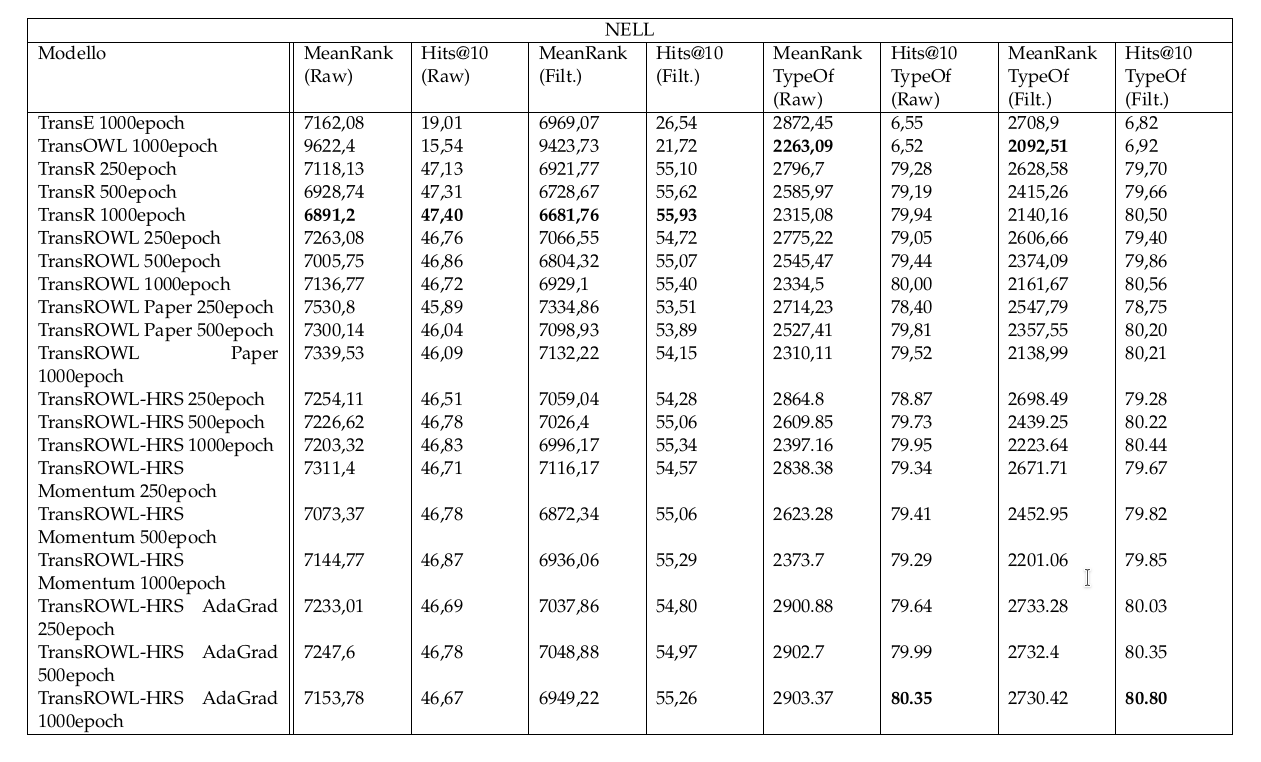 NELL
Modello MeanRank Hits@10 MeanRank Hits@10 MeanRank Hits@10 MeanRank Hits@10
(Raw) (Raw) (Filt.) (Filt.) TypeOf TypeOf TypeOf TypeOf
(Raw) (Raw) (Filt.) (Filt.)
TransE 1000epoch 7162,08 19,01 6969,07 26,54 2872,45 6,55 2708,9 6,82
TransOWL 1000epoch 9622,4 15,54 9423,73 21,72 2263,09 6,52 2092,51 6,92
TransR 250epoch 7118,13 47,13 6921,77 55,10 2796,7 79,28 2628,58 79,70
TransR 500epoch 6928,74 47,31 6728,67 55,62 2585,97 79,19 2415,26 79,66
TransR 1000epoch 6891,2 47,40 6681,76 55,93 2315,08 79,94 2140,16 80,50
TransROWL 250epoch 7263,08 46,76 7066,55 54,72 2775,22 79,05 2606,66 79,40
TransROWL 500epoch 7005,75 46,86 6804,32 55,07 2545,47 79,44 2374,09 79,86
TransROWL 1000epoch 7136,77 46,72 6929,1 55,40 2334,5 80,00 2161,67 80,56
TransROWL Paper 250epoch 7530,8 45,89 7334,86 53,51 2714,23 78,40 2547,79 78,75
TransROWL Paper 500epoch 7300,14 46,04 7098,93 53,89 2527,41 79,81 2357,55 80,20
TransROWL Paper 7339,53 46,09 7132,22 54,15 2310,11 79,52 2138,99 80,21
1000epoch
TransROWL-HRS 250epoch 7254,11 46,51 7059,04 54,28 2864.8 78.87 2698.49 79.28
TransROWL-HRS 500epoch 7226,62 46,78 7026,4 55,06 2609.85 79.73 2439.25 80.22
TransROWL-HRS 1000epoch 7203,32 46,83 6996,17 55,34 2397.16 79.95 2223.64 80.44
TransROWL-HRS 7311,4 46,71 7116,17 54,57 2838.38 79.34 2671.71 79.67
Momentum 250epoch
TransROWL-HRS 7073,37 46,78 6872,34 55,06 2623.28 79.41 2452.95 79.82
Momentum 500epoch
TransROWL-HRS 7144,77 46,87 6936,06 55,29 2373.7 79.29 2201.06 79.85
Momentum 1000epoch
TransROWL-HRS AdaGrad 7233,01 46,69 7037,86 54,80 2900.88 79.64 2733.28 80.03
250epoch
TransROWL-HRS AdaGrad 7247,6 46,78 7048,88 54,97 2902.7 79.99 2732.4 80.35
500epoch
TransROWL-HRS AdaGrad 7153,78 46,67 6949,22 55,26 2903.37 80.35 2730.42 80.80
1000epoch